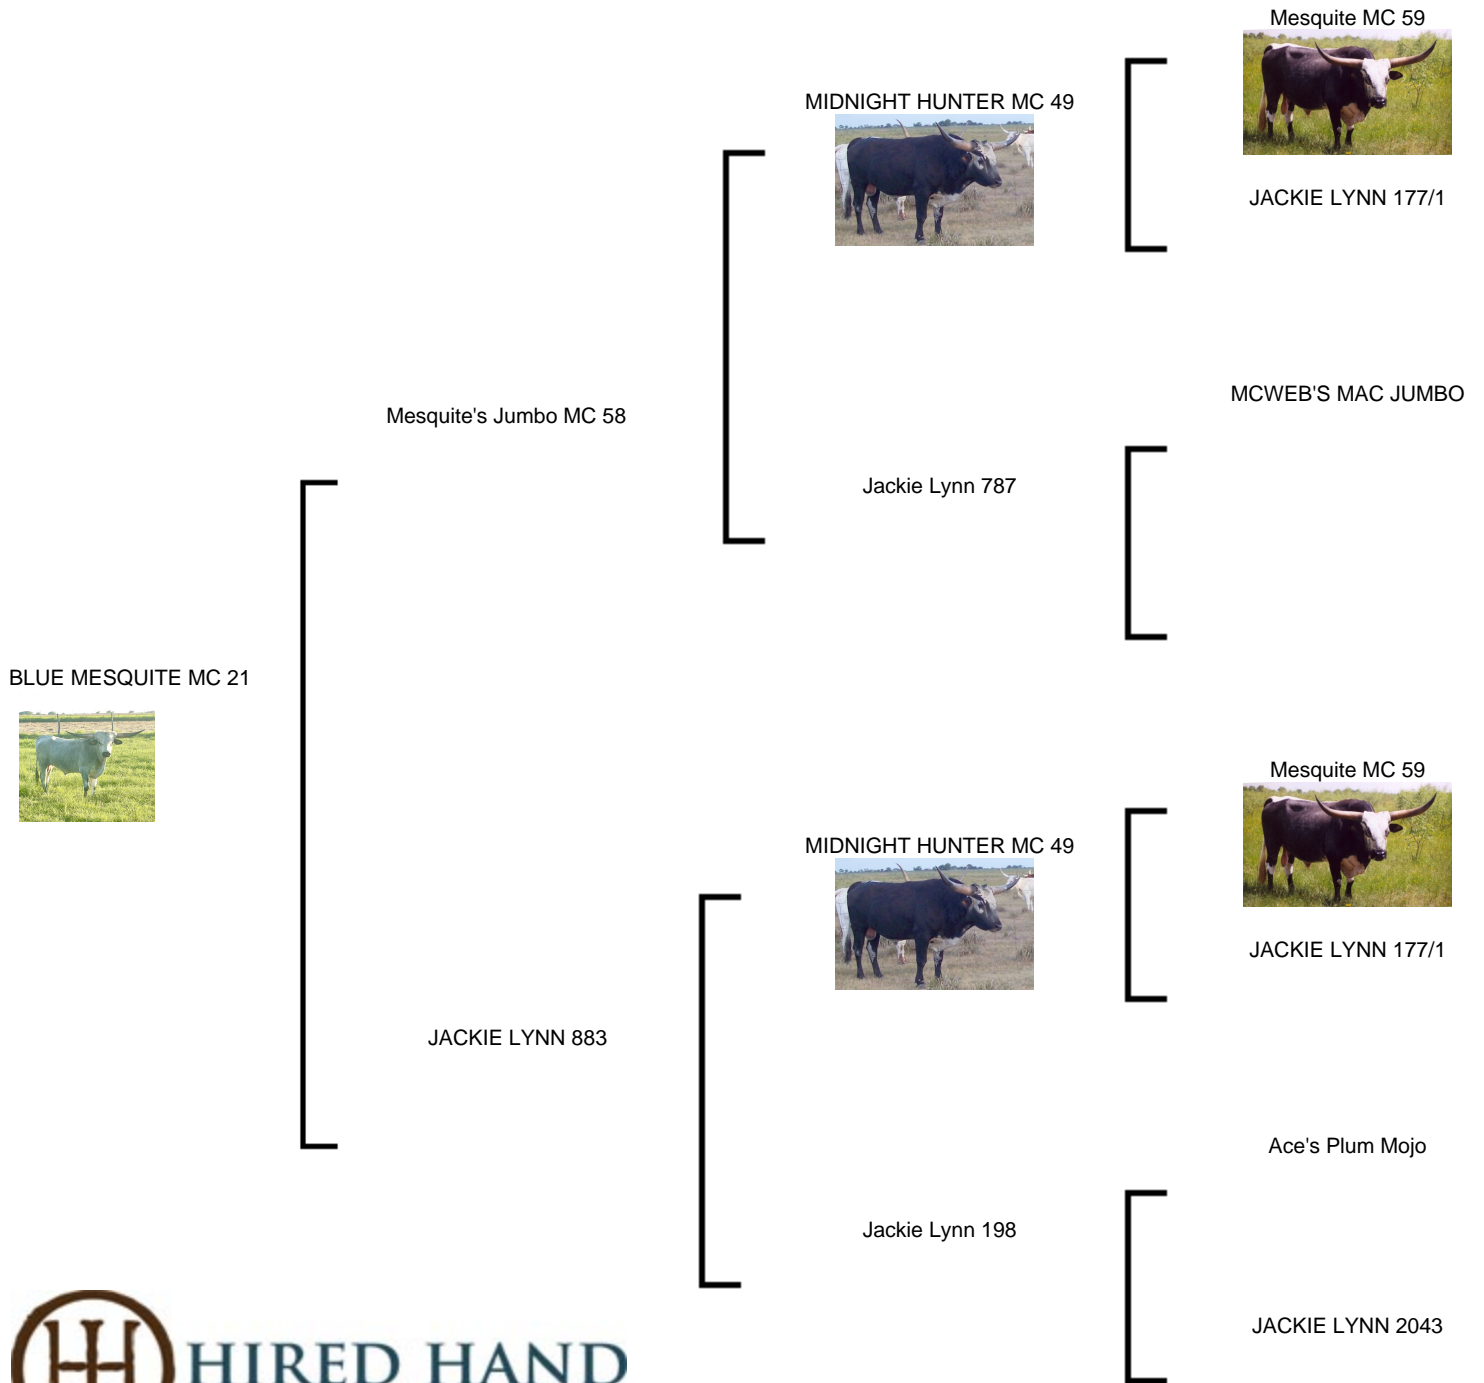 Mesquite MC 59
MIDNIGHT HUNTER MC 49
JACKIE LYNN 177/1
MCWEB'S MAC JUMBO
Mesquite's Jumbo MC 58
Jackie Lynn 787
BLUE MESQUITE MC 21
Mesquite MC 59
MIDNIGHT HUNTER MC 49
JACKIE LYNN 177/1
JACKIE LYNN 883
Ace's Plum Mojo
Jackie Lynn 198
JACKIE LYNN 2043
HIRED HAND